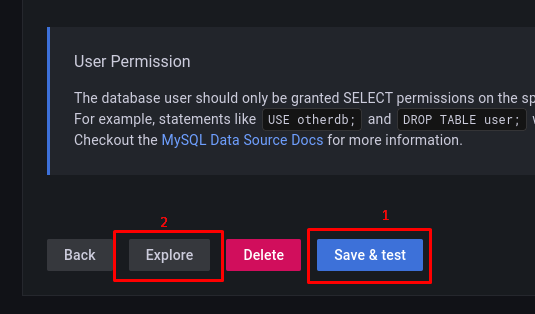 User Permission
The database user should only be granted SELECT permissions on the sp
For example, statements like USE otherdb; and DROP TABLE user;
Checkout the MySQL Data Source Docs for more information.
2
1
Back
Explore
Delete
Save & test